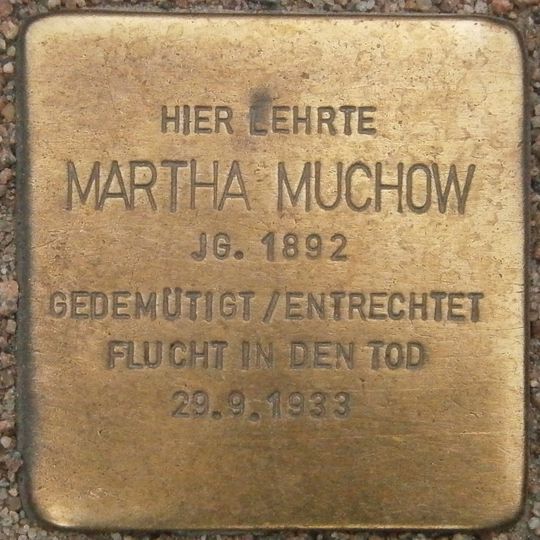 HIER LEHRTE
MARTHA MUCHOW
JG. 1892
GEDEMÜTIGT/ENTRECHTET
FLUCHT IN DEN TOD
29.9.1933